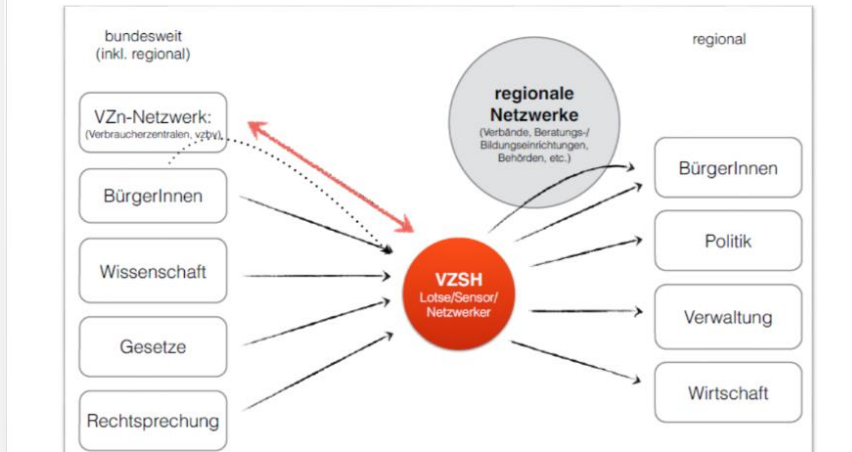 bundesweit
(inkl. regional)
regional
VZn-Netzwerk:
(Verbraucherzentralen, vzbv)
BürgerInnen
Wissenschaft
Gesetze
Rechtsprechung
regionale
Netzwerke
(Verbände, Beratungs-/
Bildungseinrichtungen,
Behörden, etc.)
VZSH
Lotse/Sensor/
Netzwerker
BürgerInnen
Politik
Verwaltung
Wirtschaft